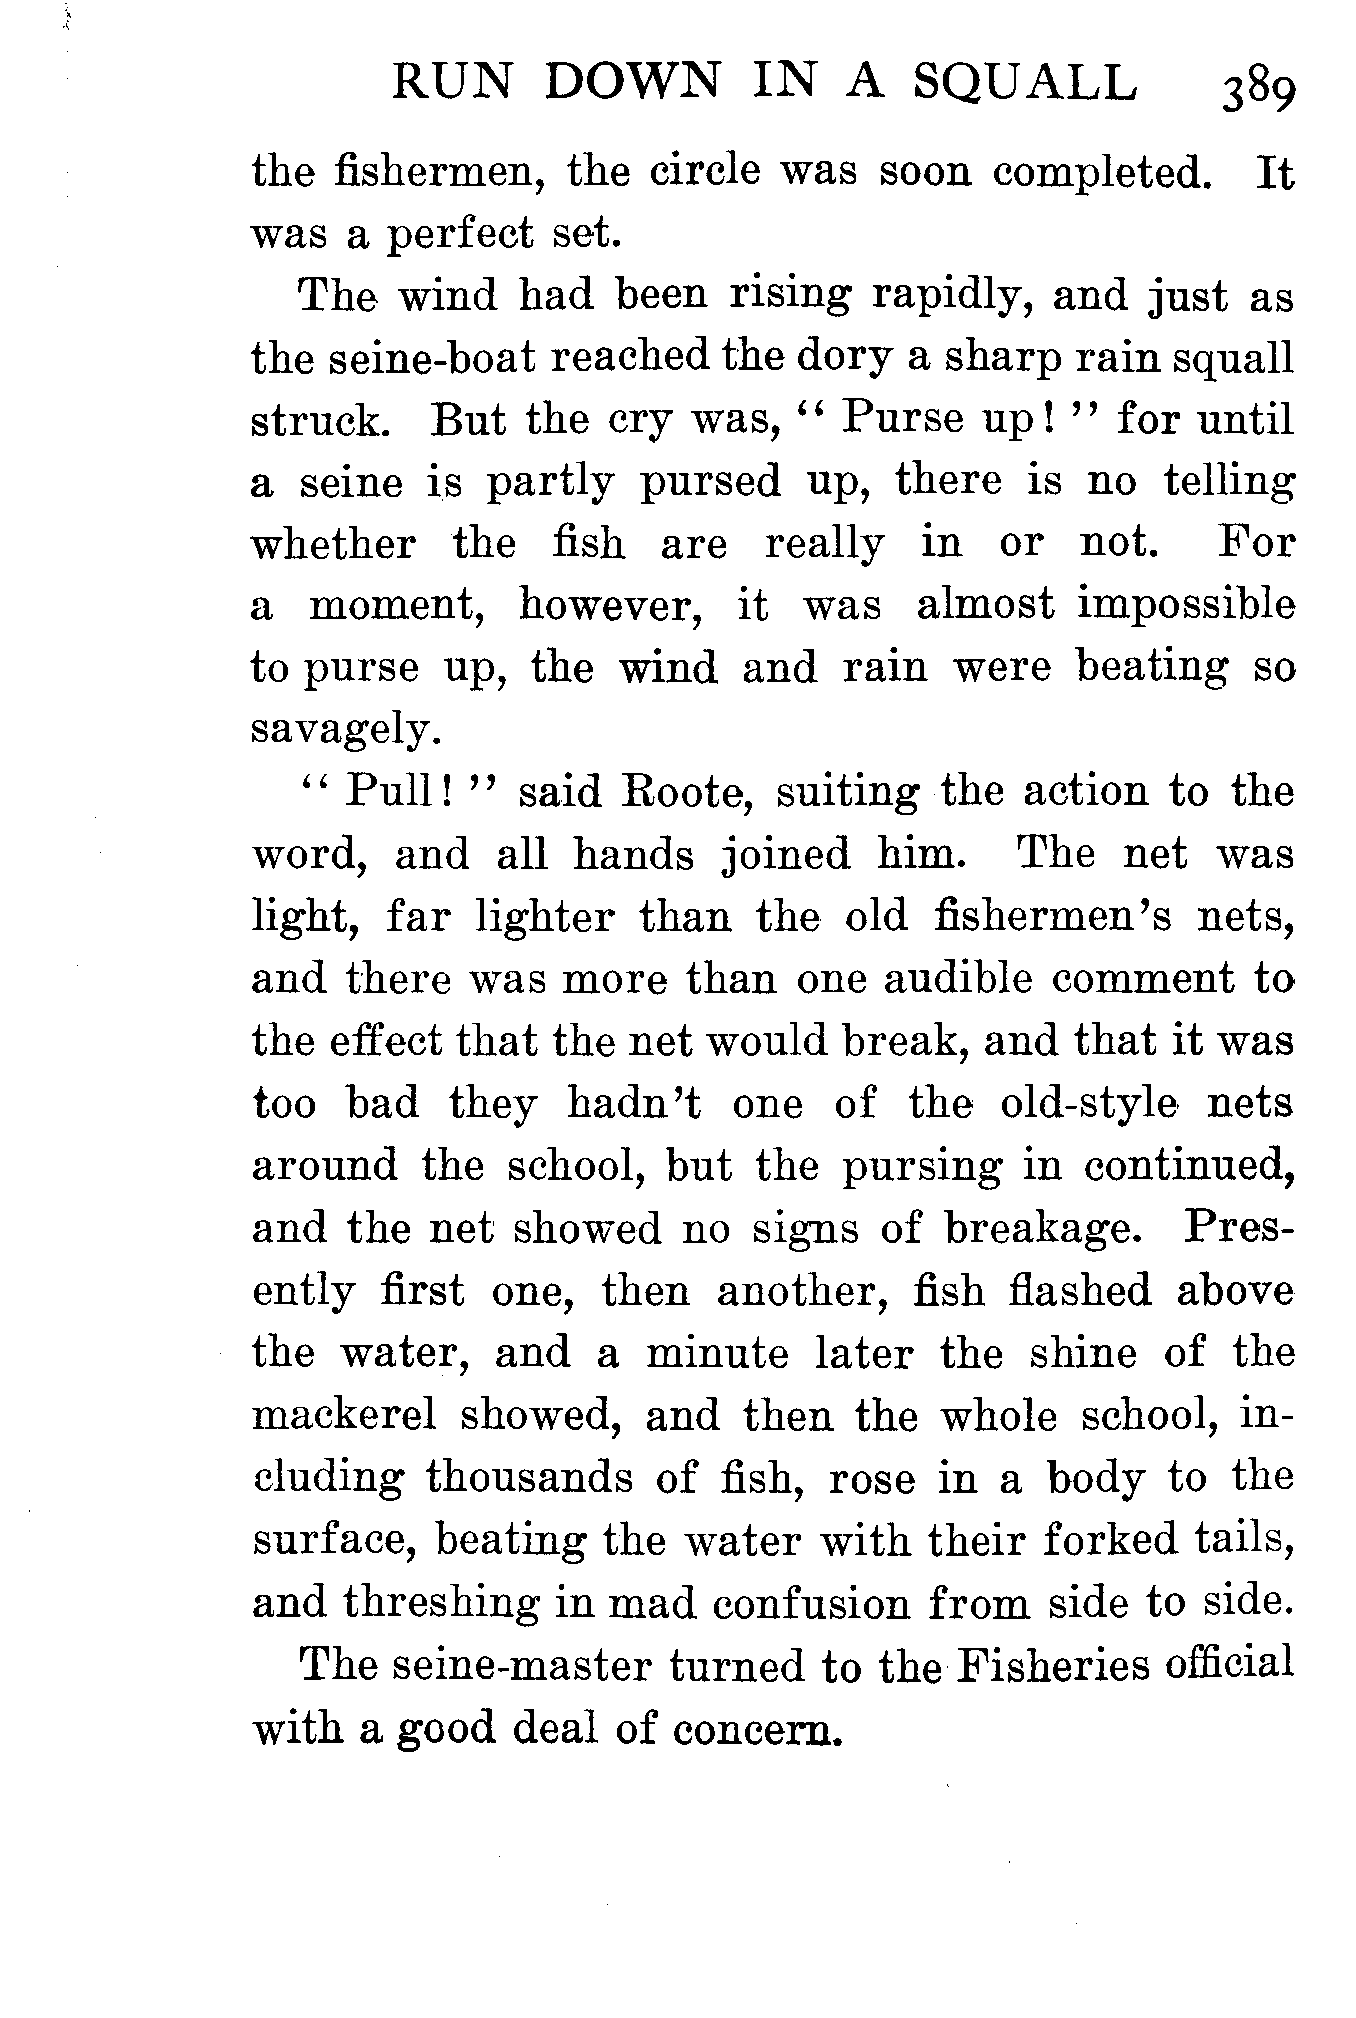 RUN DOWN IN A SQUALL 389
the fishermen, the circle was soon completed. It
was a perfect set.
The wind had been rising rapidly, and just as
the seine-boat reached the dory a sharp rain squall
struck. But the cry was, “ Purse up! ” for until
a seine is partly pursed up, there is no telling
whether the fish are really in or not. For
a moment, however, it was almost impossible
to purse up, the wind and rain were beating so
savagely.
“ Pull! ” said Roote, suiting the action to the
word, and all hands joined him. The net was
light, far lighter than the old fishermen’s nets,
and there was more than one audible comment to
the effect that the net would break, and that it was
too bad they hadn’t one of the old-style nets
around the school, but the pursing in continued,
and the net showed no signs of breakage. Pres-
ently first one, then another, fish flashed above
the water, and a minute later the shine of the
mackerel showed, and then the whole school, in-
cluding thousands of fish, rose in a body to the
surface, beating the water with their forked tails,
and threshing in mad confusion from side to side.
The seine-master turned to the Fisheries official
with a good deal of concern.